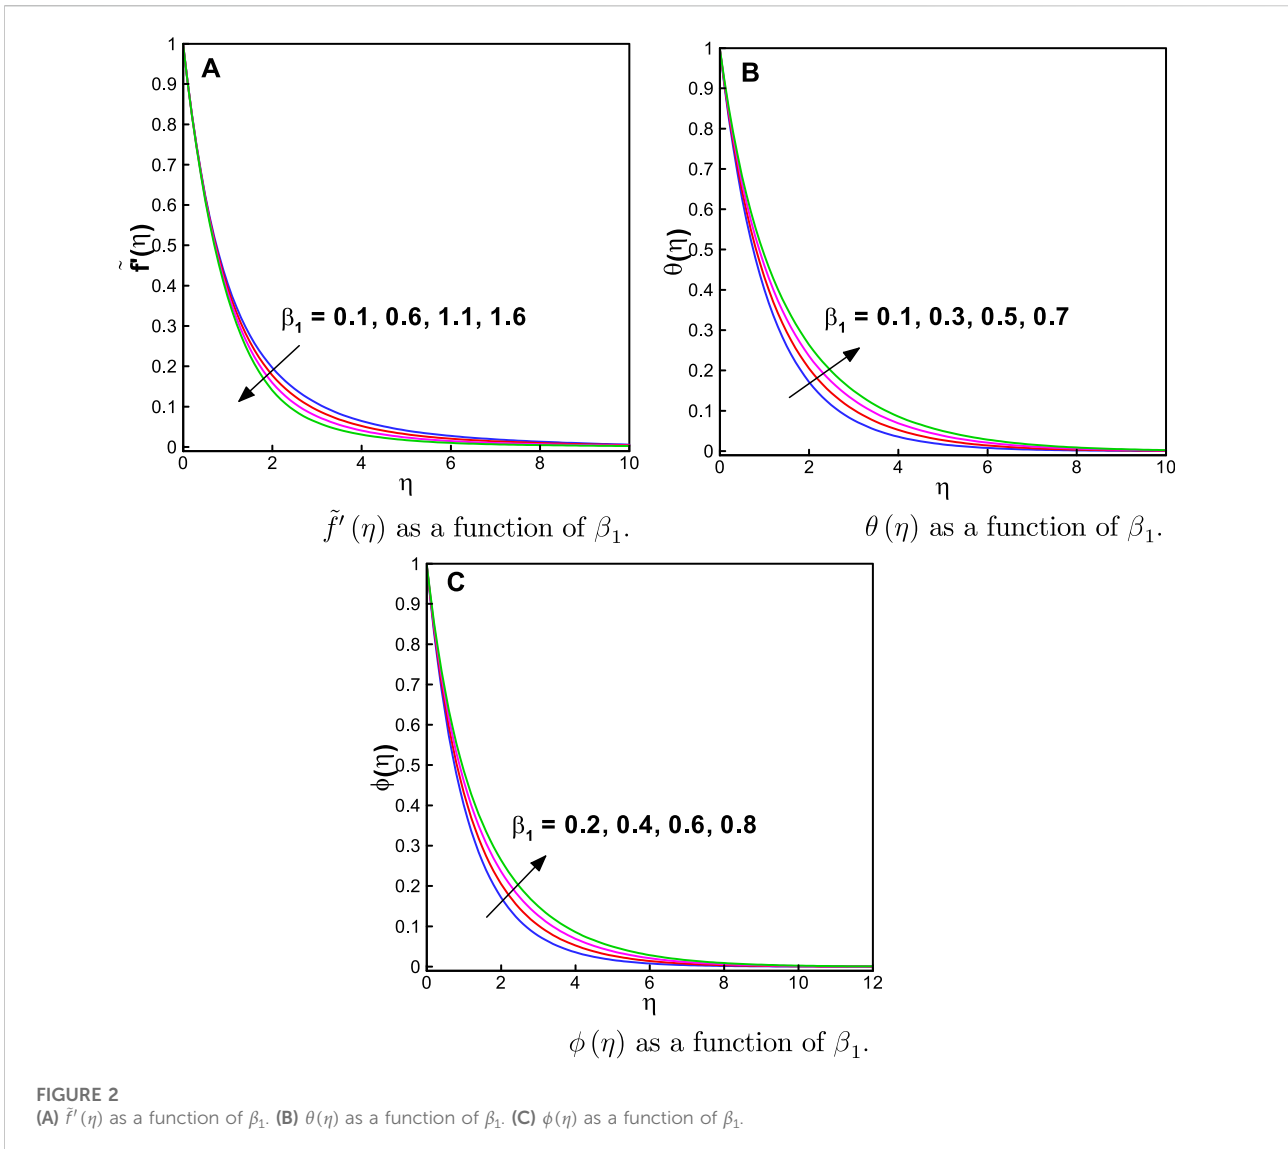 A
1
0.9
0.8
0.7
0.6
0.5
0.4
0.3
0.2
0.1
0
f̃'(η)
β₁ = 0.1, 0.6, 1.1, 1.6
0 2 4 6 8 10
η
f̃′ (η) as a function of β₁.
B
1
0.9
0.8
0.7
0.6
0.5
0.4
0.3
0.2
0.1
0
θ(η)
β₁ = 0.1, 0.3, 0.5, 0.7
0 2 4 6 8 10
η
θ (η) as a function of β₁.
C
1
0.9
0.8
0.7
0.6
0.5
0.4
0.3
0.2
0.1
0
ϕ(η)
β₁ = 0.2, 0.4, 0.6, 0.8
0 2 4 6 8 10 12
η
ϕ (η) as a function of β₁.
FIGURE 2
(A) f̃′(η) as a function of β₁. (B) θ(η) as a function of β₁. (C) ϕ(η) as a function of β₁.